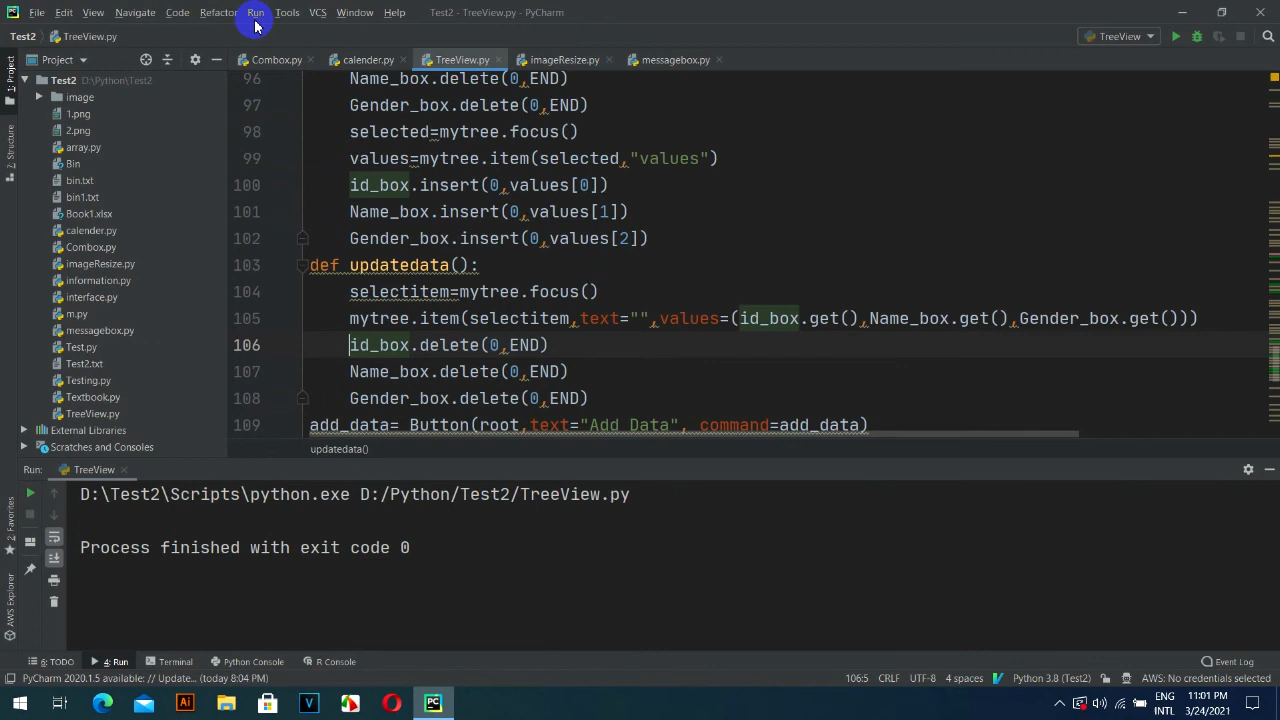 File Edit View Navigate Code Refactor Run Tools VCS Window Help Test2 - TreeView.py - PyCharm
Test2 TreeView.py TreeView
Project Combox.py calender.py TreeView.py imageResize.py messagebox.py
1: Project
7: Structure
2: Favorites
AWS Explorer
Test2 D:\Python\Test2
image
1.png
2.png
array.py
Bin
bin.txt
bin1.txt
Book1.xlsx
calender.py
Combox.py
imageResize.py
information.py
interface.py
m.py
messagebox.py
Test.py
Test2.txt
Testing.py
Textbook.py
TreeView.py
External Libraries
Scratches and Consoles
96 Name_box.delete(0,END)
97 Gender_box.delete(0,END)
98 selected=mytree.focus()
99 values=mytree.item(selected,"values")
100 id_box.insert(0,values[0])
101 Name_box.insert(0,values[1])
102 Gender_box.insert(0,values[2])
103 def updatedata():
104 selectitem=mytree.focus()
105 mytree.item(selectitem,text="",values=(id_box.get(),Name_box.get(),Gender_box.get()))
106 id_box.delete(0,END)
107 Name_box.delete(0,END)
108 Gender_box.delete(0,END)
109 add_data= Button(root,text="Add Data", command=add_data)
updatedata()
Run: TreeView
D:\Test2\Scripts\python.exe D:/Python/Test2/TreeView.py
Process finished with exit code 0
6: TODO 4: Run Terminal Python Console R Console Event Log
PyCharm 2020.1.5 available: // Update... (today 8:04 PM) 106:5 CRLF UTF-8 4 spaces Python 3.8 (Test2) AWS: No credentials selected
ENG 11:01 PM
INTL 3/24/2021